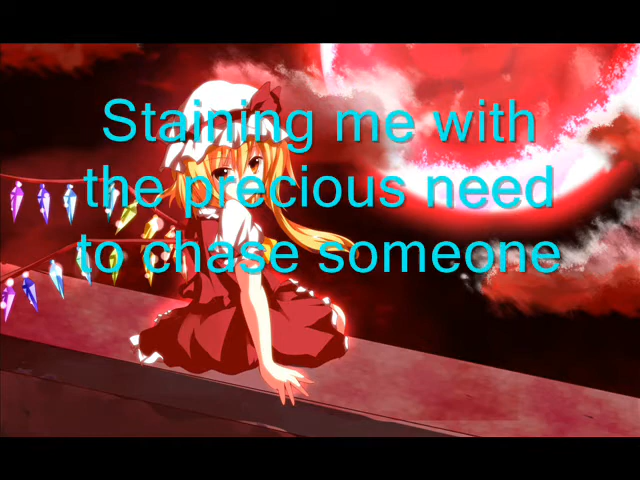 Staining me with
the precious need
to chase someone